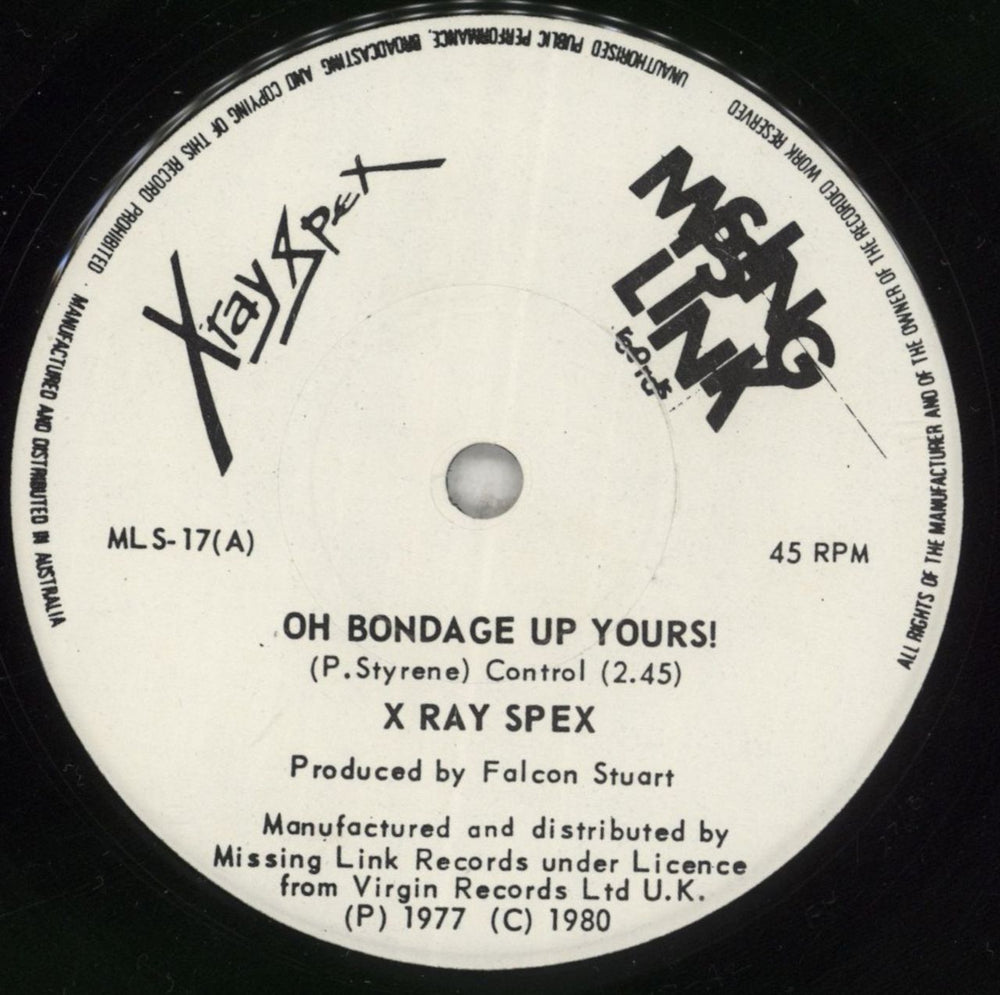 ALL RIGHTS OF THE MANUFACTURER AND OF THE OWNER OF THE RECORDED WORK RESERVED
UNAUTHORISED PUBLIC PERFORMANCE, BROADCASTING AND COPYING OF THIS RECORD PROHIBITED · MANUFACTURED AND DISTRIBUTED IN AUSTRALIA
X ray Spex
MISSING
LINK
MLS-17(A)
45 RPM
OH BONDAGE UP YOURS!
(P.Styrene) Control (2.45)
X RAY SPEX
Produced by Falcon Stuart
Manufactured and distributed by
Missing Link Records under Licence
from Virgin Records Ltd U.K.
(P) 1977 (C) 1980